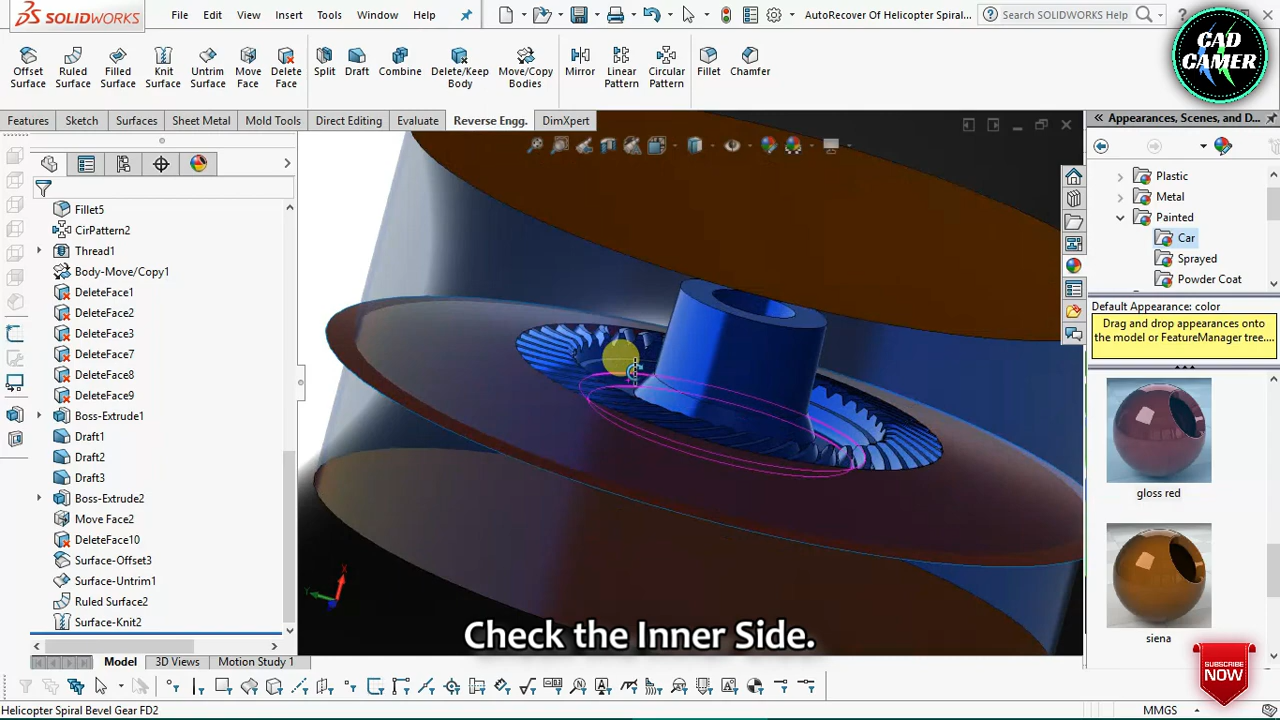 SOLIDWORKS
File Edit View Insert Tools Window Help
AutoRecover Of Helicopter Spiral...
Search SOLIDWORKS Help
CAD
CAMER
Offset Surface
Ruled Surface
Filled Surface
Knit Surface
Untrim Surface
Move Face
Delete Face
Split
Draft
Combine
Delete/Keep Body
Move/Copy Bodies
Mirror
Linear Pattern
Circular Pattern
Fillet
Chamfer
Features Sketch Surfaces Sheet Metal Mold Tools Direct Editing Evaluate Reverse Engg. DimXpert
Appearances, Scenes, and D...
Fillet5
CirPattern2
Thread1
Body-Move/Copy1
DeleteFace1
DeleteFace2
DeleteFace3
DeleteFace7
DeleteFace8
DeleteFace9
Boss-Extrude1
Draft1
Draft2
Draft3
Boss-Extrude2
Move Face2
DeleteFace10
Surface-Offset3
Surface-Untrim1
Ruled Surface2
Surface-Knit2
Plastic
Metal
Painted
Car
Sprayed
Powder Coat
Default Appearance: color
Drag and drop appearances onto
the model or FeatureManager tree...
gloss red
siena
X
Y
Check the Inner Side.
SUBSCRIBE
NOW
Model 3D Views Motion Study 1
Helicopter Spiral Bevel Gear FD2
MMGS